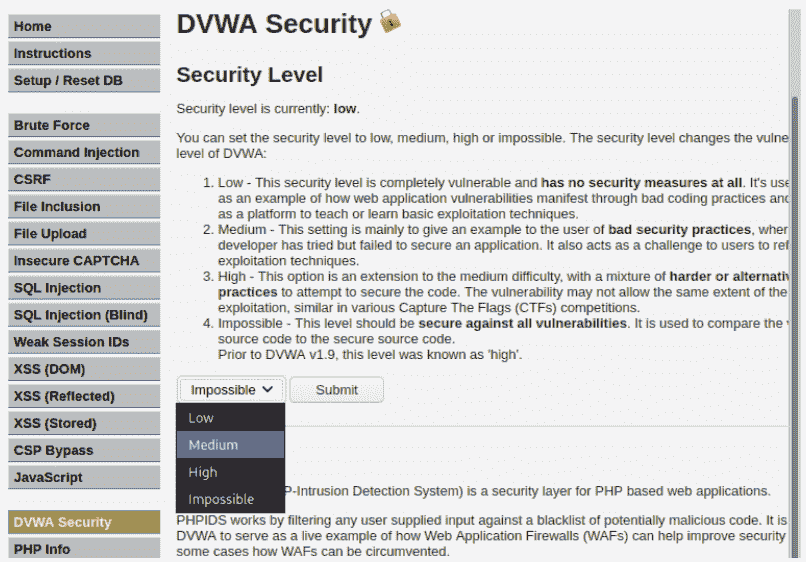 Home
Instructions
Setup / Reset DB
Brute Force
Command Injection
CSRF
File Inclusion
File Upload
Insecure CAPTCHA
SQL Injection
SQL Injection (Blind)
Weak Session IDs
XSS (DOM)
XSS (Reflected)
XSS (Stored)
CSP Bypass
JavaScript
DVWA Security
PHP Info
DVWA Security
Security Level
Security level is currently: low.
You can set the security level to low, medium, high or impossible. The security level changes the vulne
level of DVWA:
1. Low - This security level is completely vulnerable and has no security measures at all. It's use
as an example of how web application vulnerabilities manifest through bad coding practices and
as a platform to teach or learn basic exploitation techniques.
2. Medium - This setting is mainly to give an example to the user of bad security practices, wher
developer has tried but failed to secure an application. It also acts as a challenge to users to ref
exploitation techniques.
3. High - This option is an extension to the medium difficulty, with a mixture of harder or alternativ
practices to attempt to secure the code. The vulnerability may not allow the same extent of the
exploitation, similar in various Capture The Flags (CTFs) competitions.
4. Impossible - This level should be secure against all vulnerabilities. It is used to compare the v
source code to the secure source code.
Prior to DVWA v1.9, this level was known as 'high'.
Impossible Submit
Low
Medium
High
Impossible
P-Intrusion Detection System) is a security layer for PHP based web applications.
PHPIDS works by filtering any user supplied input against a blacklist of potentially malicious code. It is
DVWA to serve as a live example of how Web Application Firewalls (WAFs) can help improve security
some cases how WAFs can be circumvented.